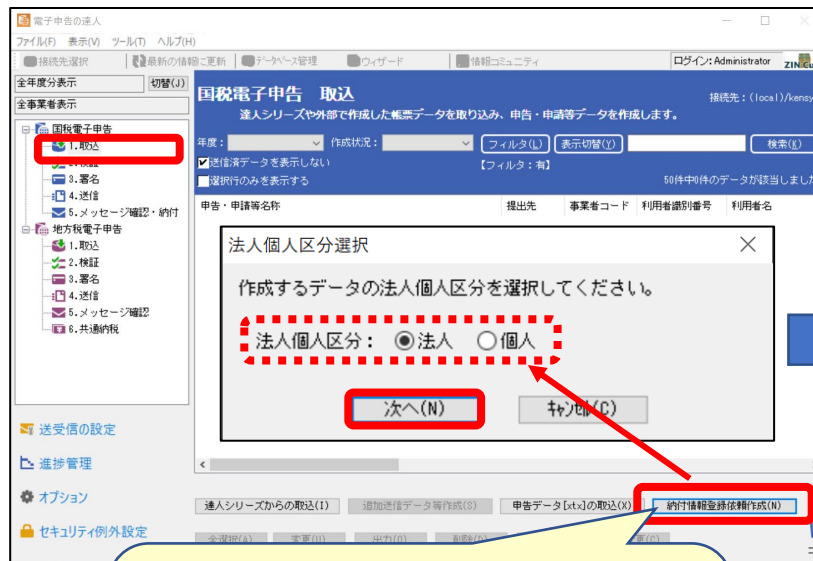 電子申告の達人
ファイル(F) 表示(V) ツール(T) ヘルプ(H)
接続先選択 最新の情報に更新 データベース管理 ウィザード 情報コミュニティ ログイン: Administrator
全年度分表示 切替(J)
全事業者表示
国税電子申告
1.取込
3.署名
4.送信
5.メッセージ確認・納付
地方税電子申告
1.取込
2.検証
3.署名
4.送信
5.メッセージ確認
6.共通納税
送受信の設定
進捗管理
オプション
セキュリティ例外設定
国税電子申告 取込
接続先：(local)/kensy
達人シリーズや外部で作成した帳票データを取り込み、申告・申請等データを作成します。
年度： 作成状況： フィルタ(L) 表示切替(Y) 検索(K)
送信済データを表示しない 【フィルタ：有】
選択行のみを表示する 50件中0件のデータが該当しました
申告・申請等名称 提出先 事業者コード 利用者識別番号 利用者名
法人個人区分選択
作成するデータの法人個人区分を選択してください。
法人個人区分： 法人 個人
次へ(N) キャンセル(C)
達人シリーズからの取込(I) 追加送信データ等作成(S) 申告データ[xtx]の取込(X) 納付情報登録依頼作成(N)
全選択(A) 変更(U) 出力(O) 削除(D)